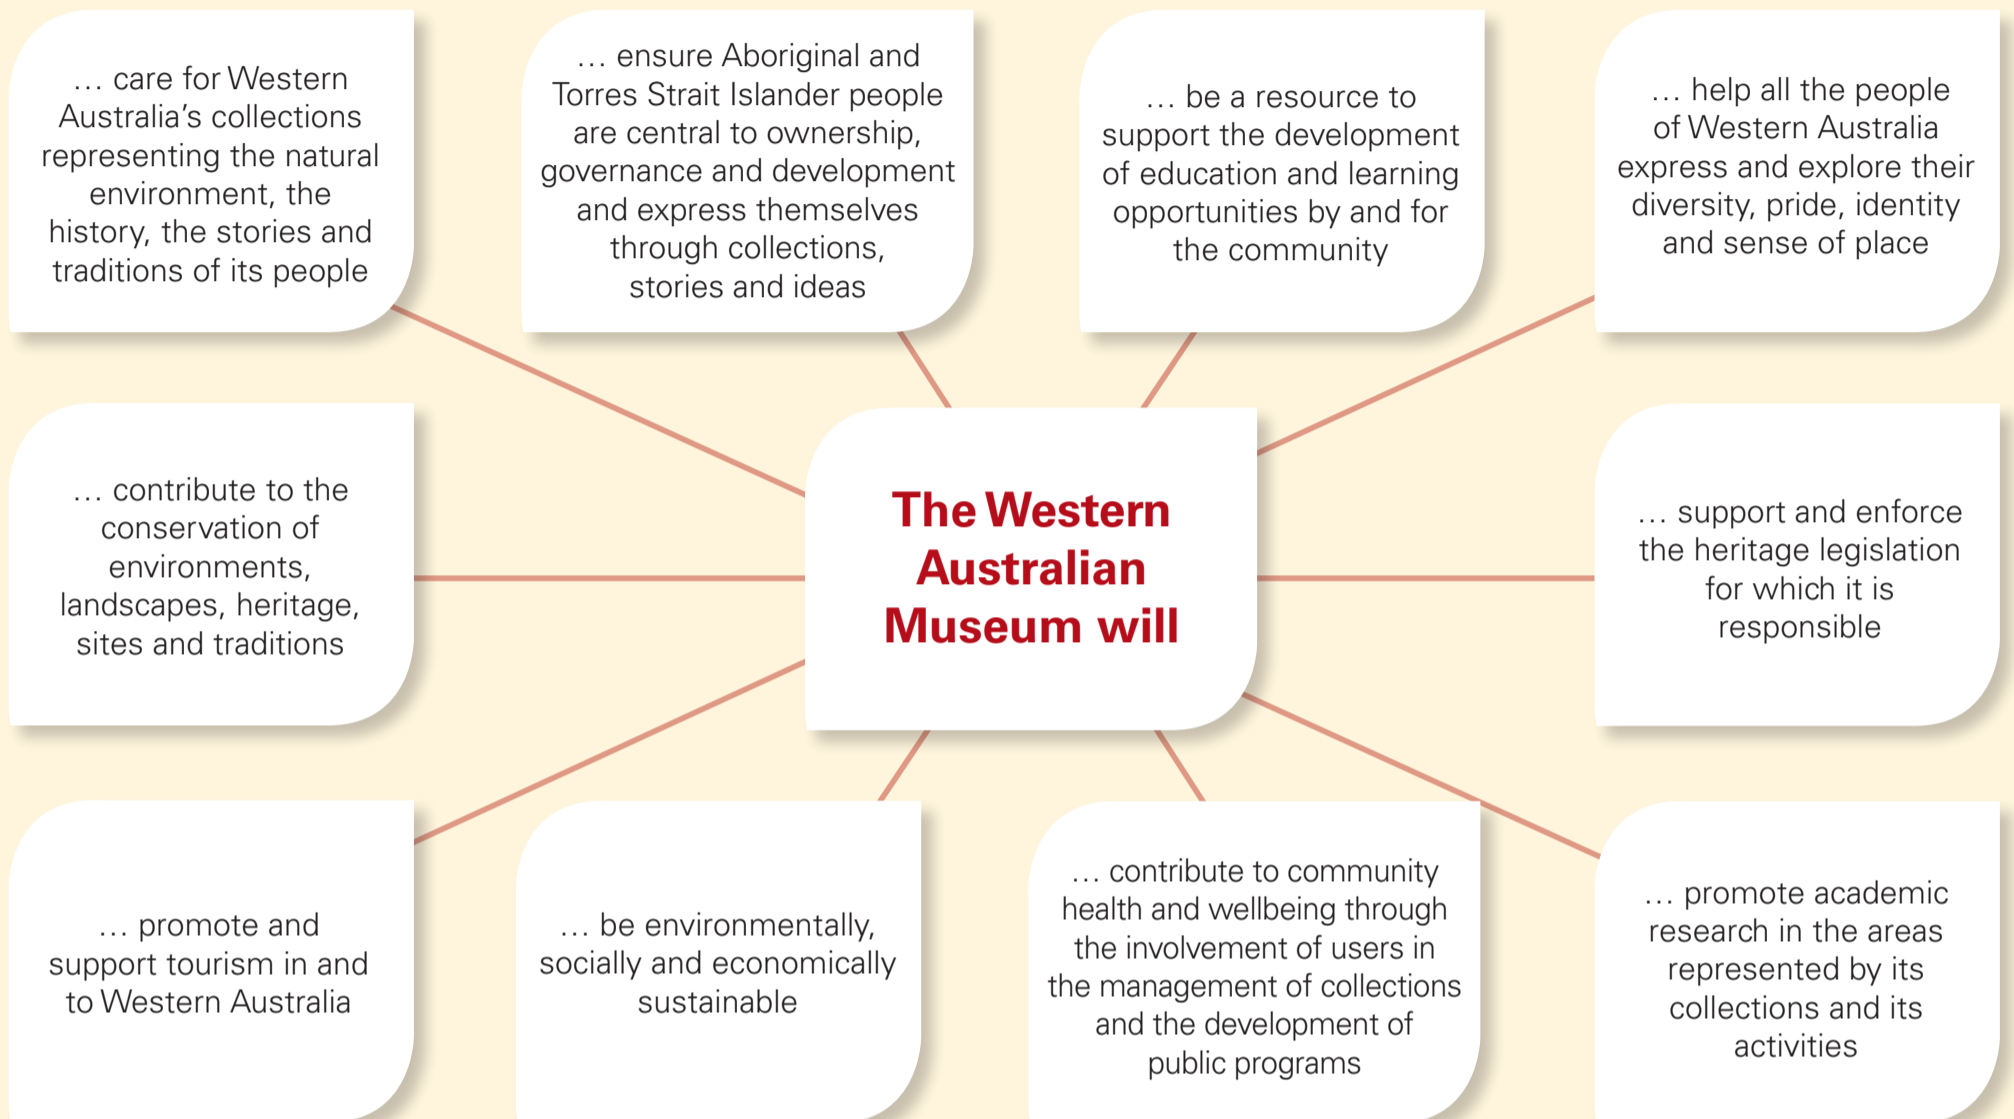 … care for Western
Australia’s collections
representing the natural
environment, the
history, the stories and
traditions of its people
… ensure Aboriginal and
Torres Strait Islander people
are central to ownership,
governance and development
and express themselves
through collections,
stories and ideas
… be a resource to
support the development
of education and learning
opportunities by and for
the community
… help all the people
of Western Australia
express and explore their
diversity, pride, identity
and sense of place
… contribute to the
conservation of
environments,
landscapes, heritage,
sites and traditions
The Western
Australian
Museum will
… support and enforce
the heritage legislation
for which it is
responsible
… promote and
support tourism in and
to Western Australia
… be environmentally,
socially and economically
sustainable
… contribute to community
health and wellbeing through
the involvement of users in
the management of collections
and the development of
public programs
… promote academic
research in the areas
represented by its
collections and its
activities